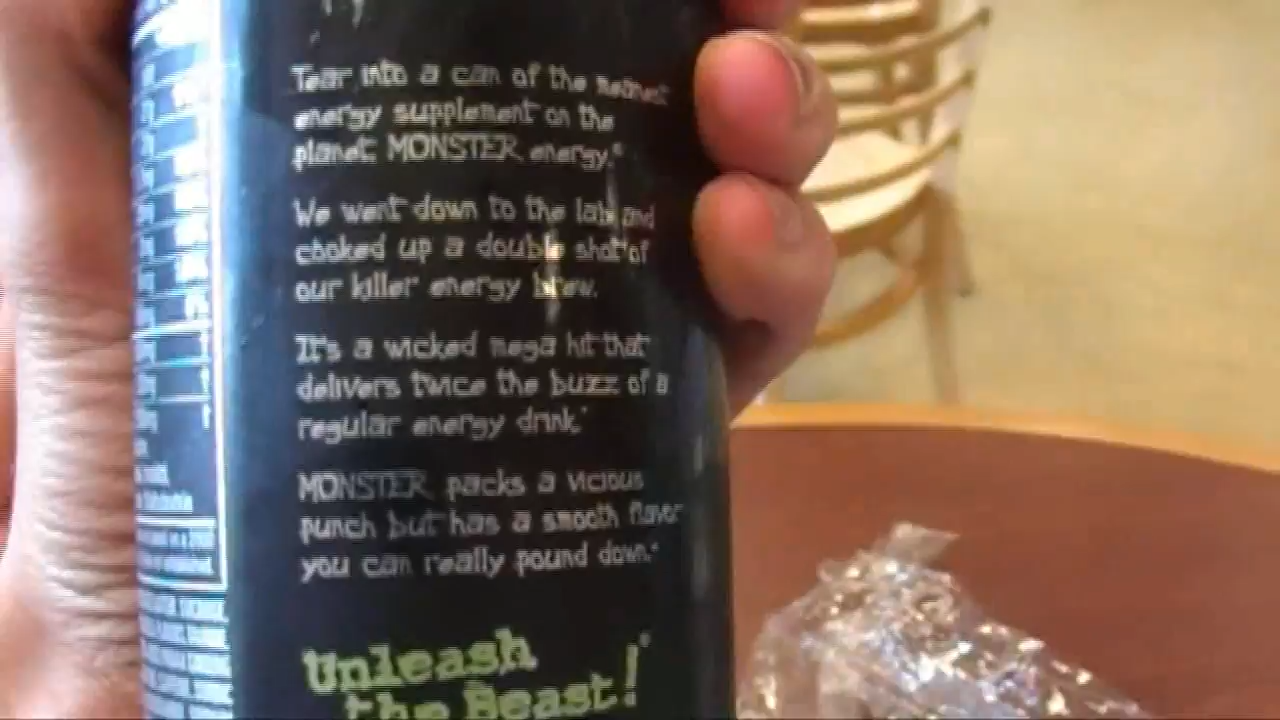 Tear into a can of the meanest
energy supplement on the
planet, MONSTER energy.
We went down to the lab and
cooked up a double shot of
our killer energy brew.
It's a wicked mega hit that
delivers twice the buzz of a
regular energy drink.
MONSTER packs a vicious
punch but has a smooth flavor
you can really pound down.
Unleash
the Beast!